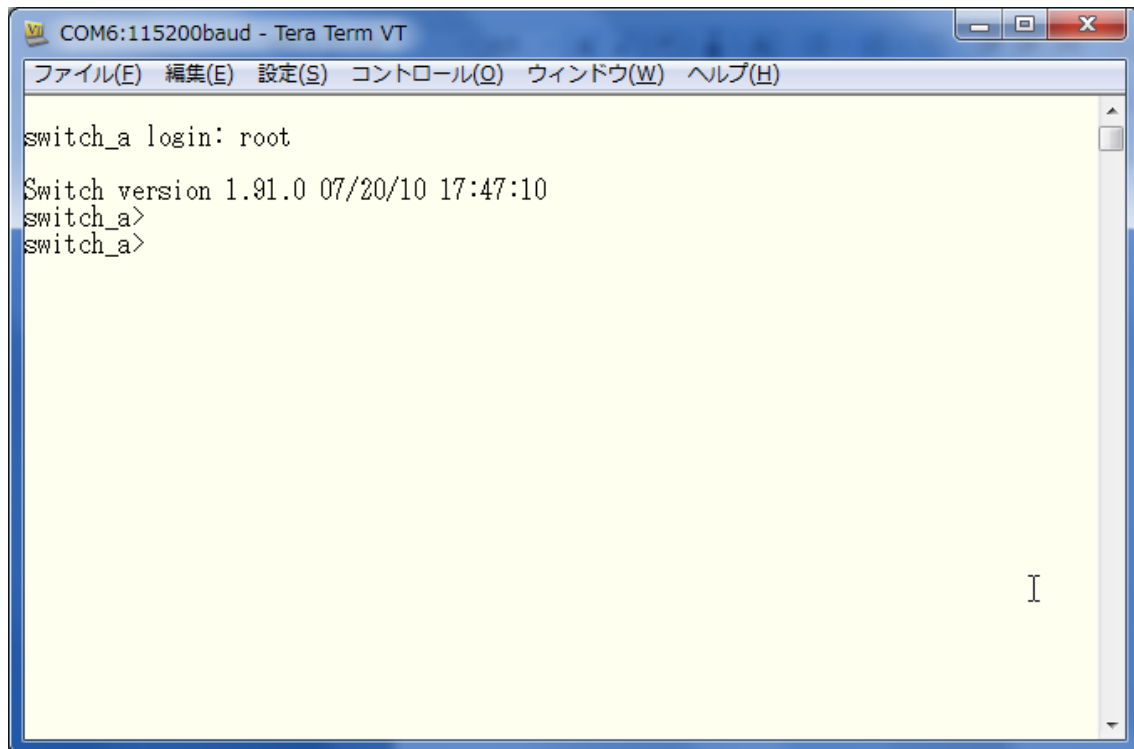 COM6:115200baud - Tera Term VT
ファイル(F) 編集(E) 設定(S) コントロール(O) ウィンドウ(W) ヘルプ(H)
switch_a login: root
Switch version 1.91.0 07/20/10 17:47:10
switch_a>
switch_a>